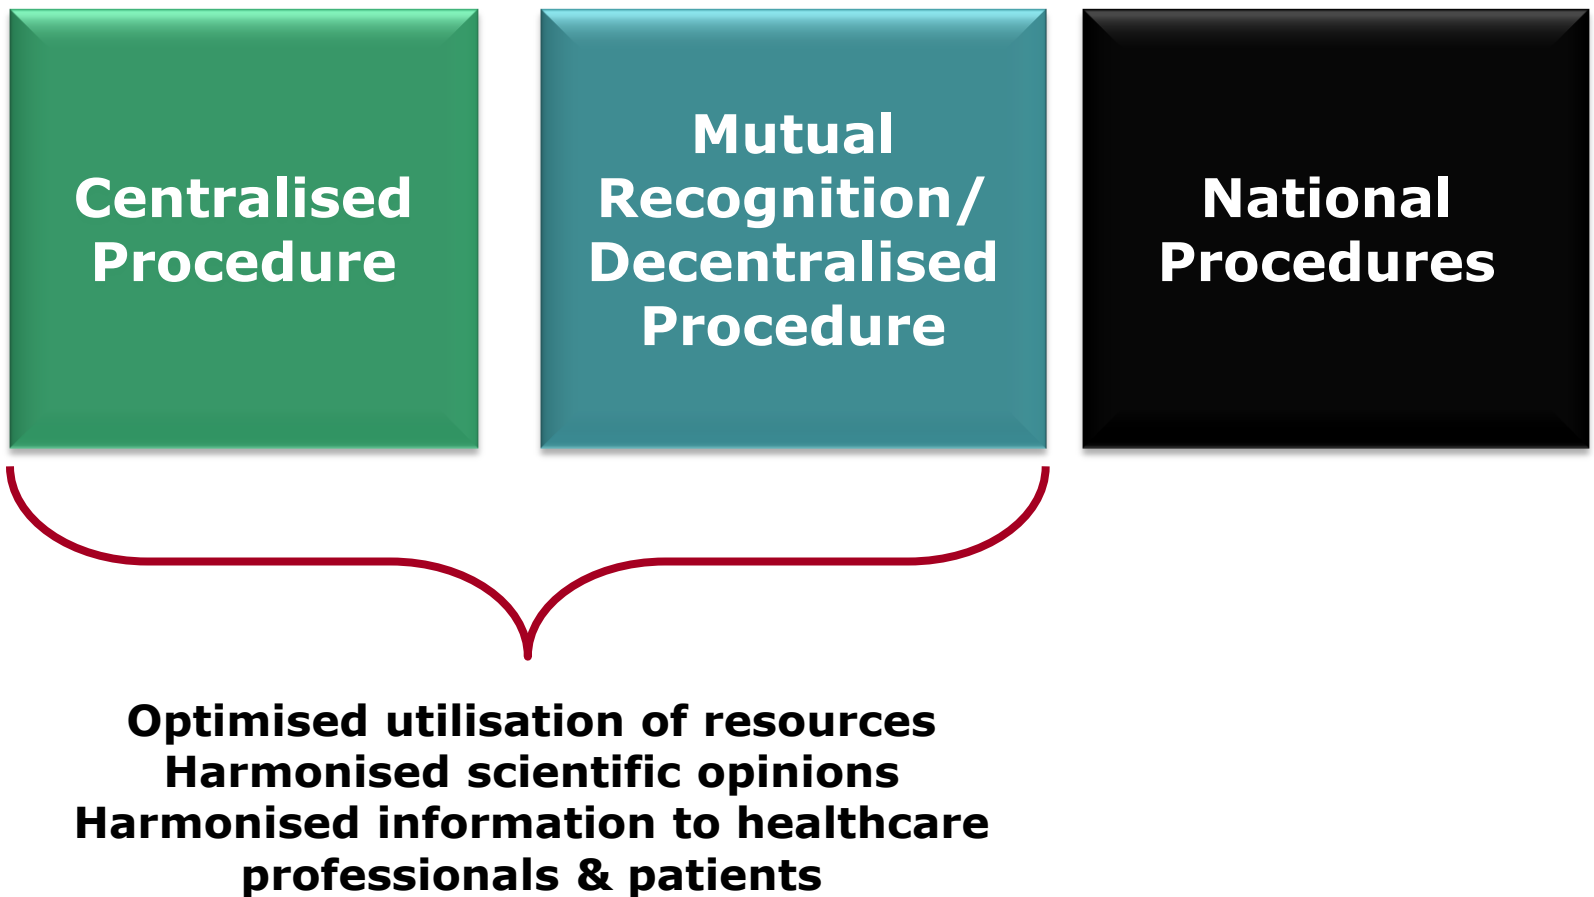 Centralised
Procedure
Mutual
Recognition/
Decentralised
Procedure
National
Procedures
Optimised utilisation of resources
Harmonised scientific opinions
Harmonised information to healthcare
professionals & patients